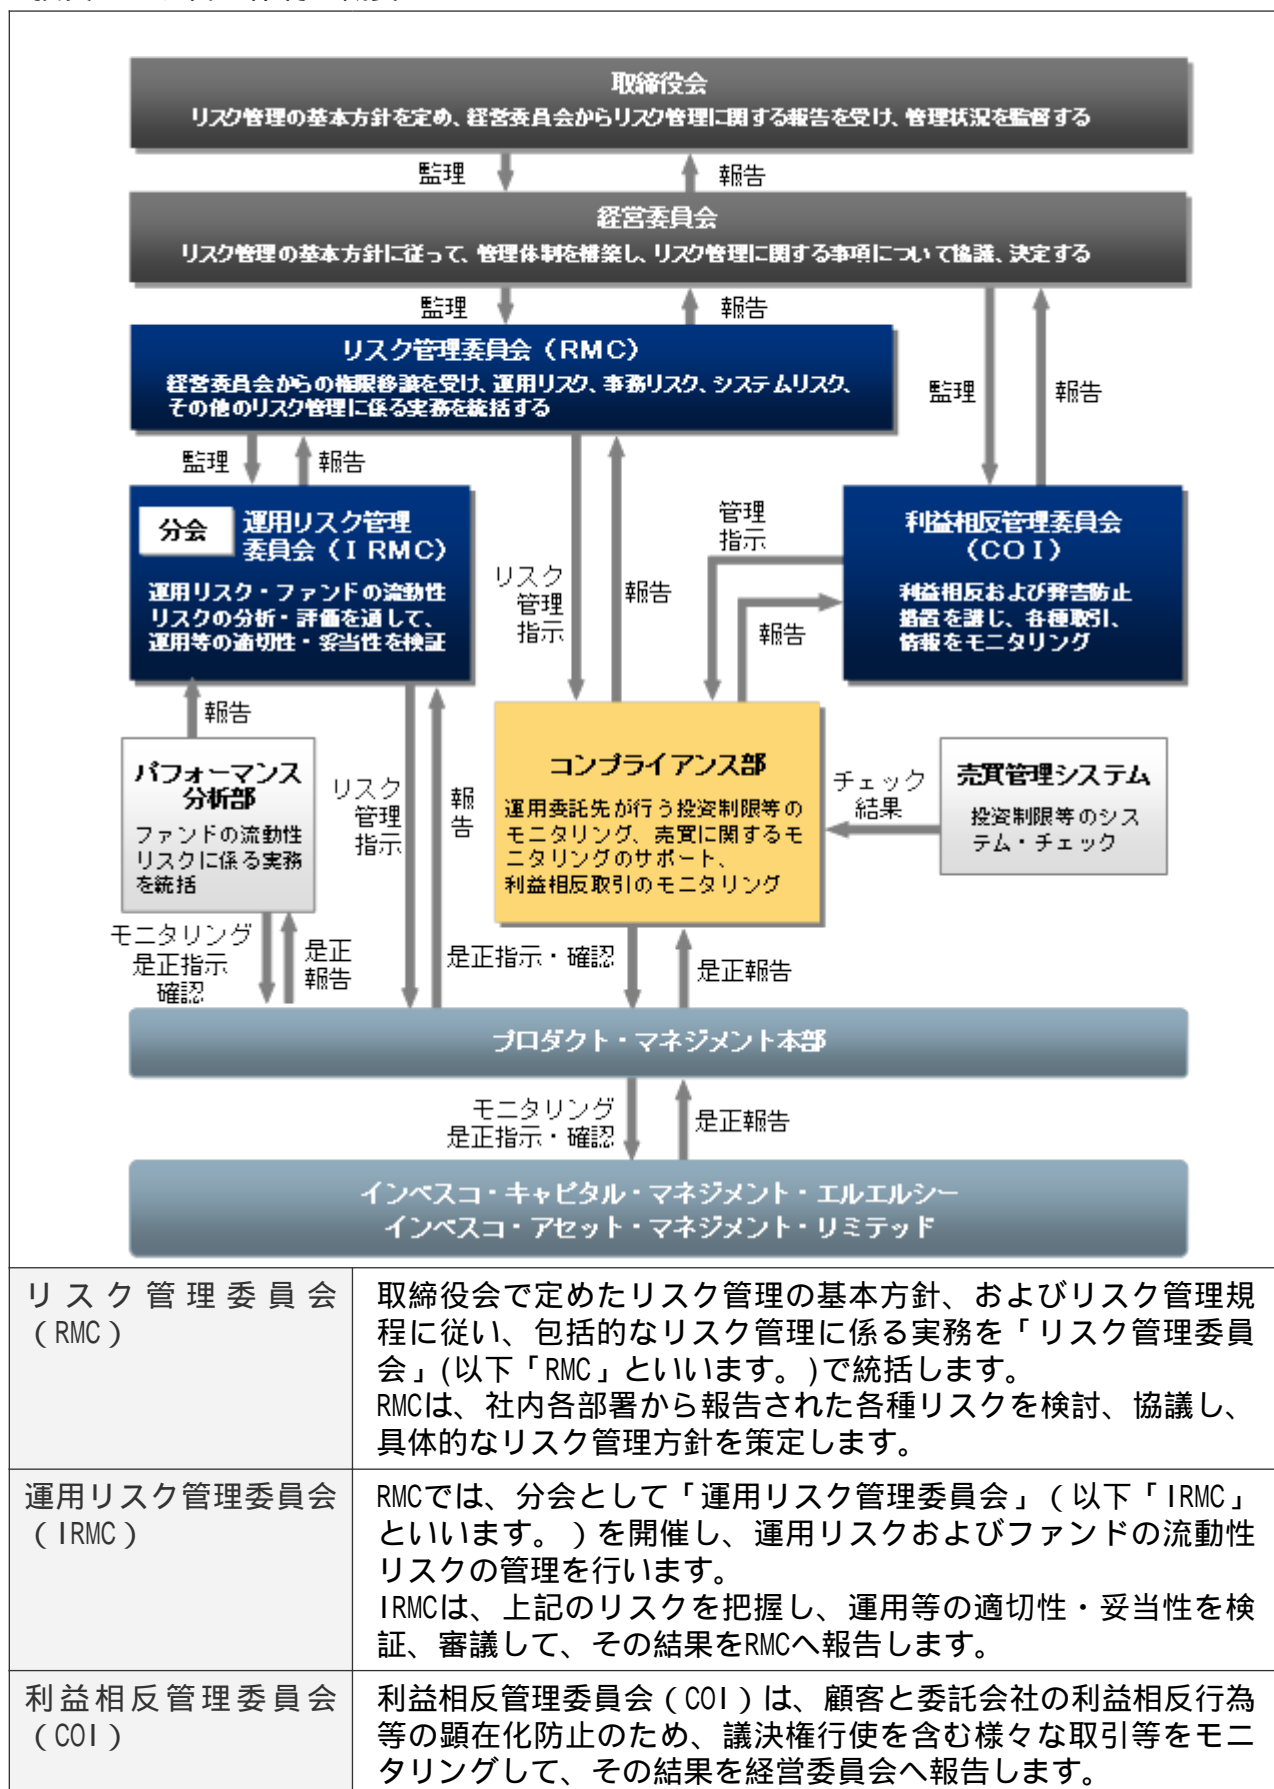 取締役会
リスク管理の基本方針を定め、経営委員会からリスク管理に関する報告を受け、管理状況を監督する
監理
報告
経営委員会
リスク管理の基本方針に従って、管理体制を構築し、リスク管理に関する事項について協議、決定する
監理
報告
リスク管理委員会（RMC）
経営委員会からの権限移譲を受け、運用リスク、事務リスク、システムリスク、
その他のリスク管理に係る実務を統括する
監理
報告
監理
報告
分会
運用リスク管理
委員会（IRMC）
運用リスク・ファンドの流動性
リスクの分析・評価を通して、
運用等の適切性・妥当性を検証
リスク
管理
指示
報告
管理
指示
報告
利益相反管理委員会
（COI）
利益相反および弊害防止
措置を講じ、各種取引、
情報をモニタリング
報告
パフォーマンス
分析部
ファンドの流動性
リスクに係る実務
を統括
リスク
管理
指示
報
告
コンプライアンス部
運用委託先が行う投資制限等の
モニタリング、売買に関するモ
ニタリングのサポート、
利益相反取引のモニタリング
チェック
結果
売買管理システム
投資制限等のシス
テム・チェック
モニタリング
是正指示
確認
是正
報告
是正指示・確認
是正報告
プロダクト・マネジメント本部
モニタリング
是正指示・確認
是正報告
インベスコ・キャピタル・マネジメント・エルエルシー
インベスコ・アセット・マネジメント・リミテッド
リスク管理委員会
（RMC）
取締役会で定めたリスク管理の基本方針、およびリスク管理規
程に従い、包括的なリスク管理に係る実務を「リスク管理委員
会」(以下「RMC」といいます。)で統括します。
RMCは、社内各部署から報告された各種リスクを検討、協議し、
具体的なリスク管理方針を策定します。
運用リスク管理委員会
（IRMC）
RMCでは、分会として「運用リスク管理委員会」（以下「IRMC」
といいます。）を開催し、運用リスクおよびファンドの流動性
リスクの管理を行います。
IRMCは、上記のリスクを把握し、運用等の適切性・妥当性を検
証、審議して、その結果をRMCへ報告します。
利益相反管理委員会
（COI）
利益相反管理委員会（COI）は、顧客と委託会社の利益相反行為
等の顕在化防止のため、議決権行使を含む様々な取引等をモニ
タリングして、その結果を経営委員会へ報告します。